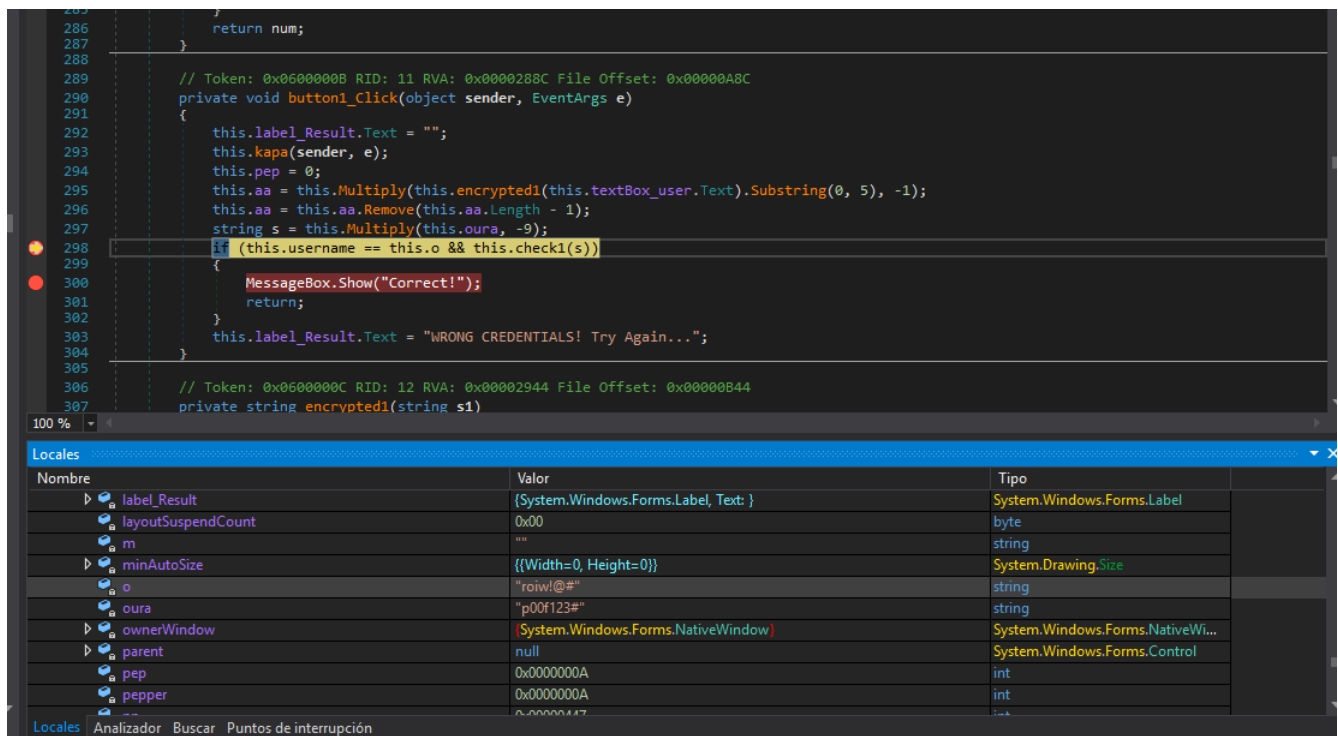 285 }
286 return num;
287 }
288
289 // Token: 0x0600000B RID: 11 RVA: 0x0000288C File Offset: 0x00000A8C
290 private void button1_Click(object sender, EventArgs e)
291 {
292 this.label_Result.Text = "";
293 this.kapa(sender, e);
294 this.pep = 0;
295 this.aa = this.Multiply(this.encrypted1(this.textBox_user.Text).Substring(0, 5), -1);
296 this.aa = this.aa.Remove(this.aa.Length - 1);
297 string s = this.Multiply(this.oura, -9);
298 if (this.username == this.o && this.check1(s))
299 {
300 MessageBox.Show("Correct!");
301 return;
302 }
303 this.label_Result.Text = "WRONG CREDENTIALS! Try Again...";
304 }
305
306 // Token: 0x0600000C RID: 12 RVA: 0x00002944 File Offset: 0x00000B44
307 private string encrypted1(string s1)
100 %
Locales
Nombre Valor Tipo
label_Result {System.Windows.Forms.Label, Text: } System.Windows.Forms.Label
layoutSuspendCount 0x00 byte
m "" string
minAutoSize {{Width=0, Height=0}} System.Drawing.Size
o "roiw!@#" string
oura "p00f123#" string
ownerWindow {System.Windows.Forms.NativeWindow} System.Windows.Forms.NativeWi...
parent null System.Windows.Forms.Control
pep 0x0000000A int
pepper 0x0000000A int
0x00000447 int
Locales Analizador Buscar Puntos de interrupción